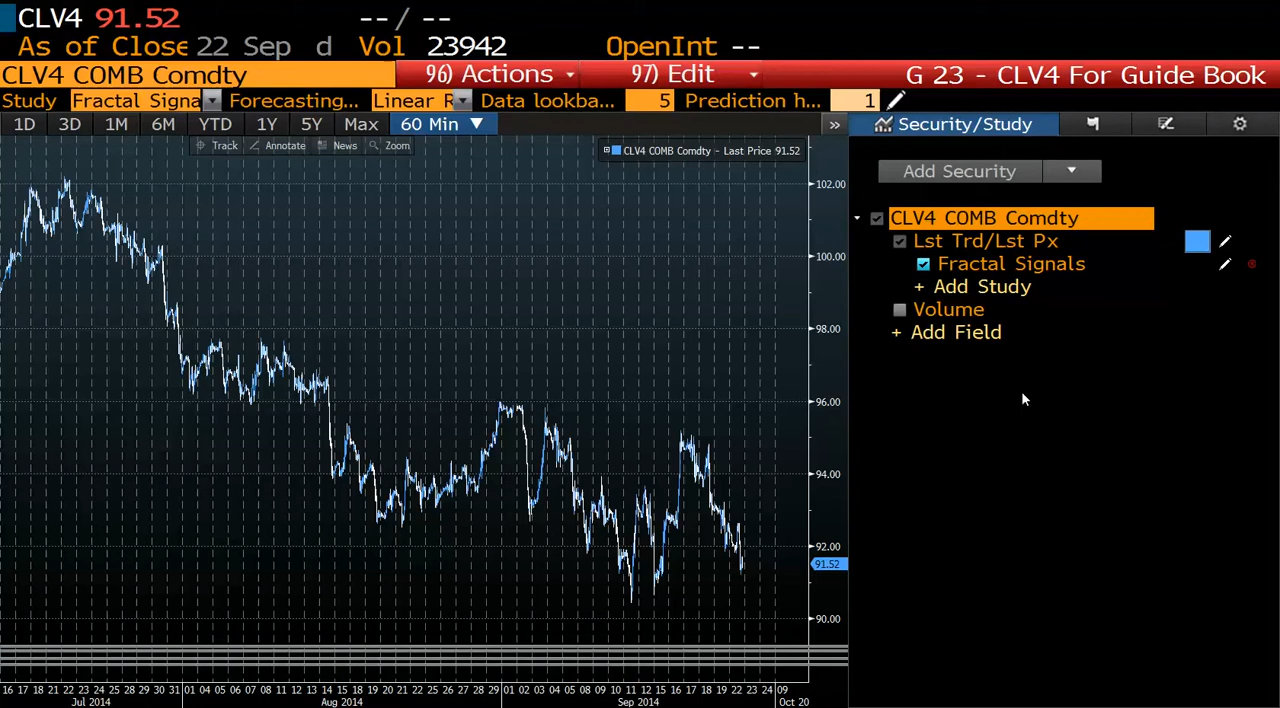 CLV4 91.52 -- / --
As of Close 22 Sep d Vol 23942 OpenInt --
CLV4 COMB Comdty 96) Actions 97) Edit G 23 - CLV4 For Guide Book
Study Fractal Signa Forecasting... Linear R Data lookba... 5 Prediction h... 1
1D 3D 1M 6M YTD 1Y 5Y Max 60 Min ▼ » Security/Study
Track Annotate News Zoom
CLV4 COMB Comdty - Last Price 91.52
Add Security
CLV4 COMB Comdty
Lst Trd/Lst Px
Fractal Signals
+ Add Study
Volume
+ Add Field
102.00
100.00
98.00
96.00
94.00
92.00
91.52
90.00
16 17 18 21 22 23 24 25 28 29 30 31 01 04 05 06 07 08 11 12 13 14 15 18 19 20 21 22 25 26 27 28 29 01 02 03 04 05 08 09 10 11 12 15 16 17 18 19 22 23 24 09
Jul 2014 Aug 2014 Sep 2014 Oct 20